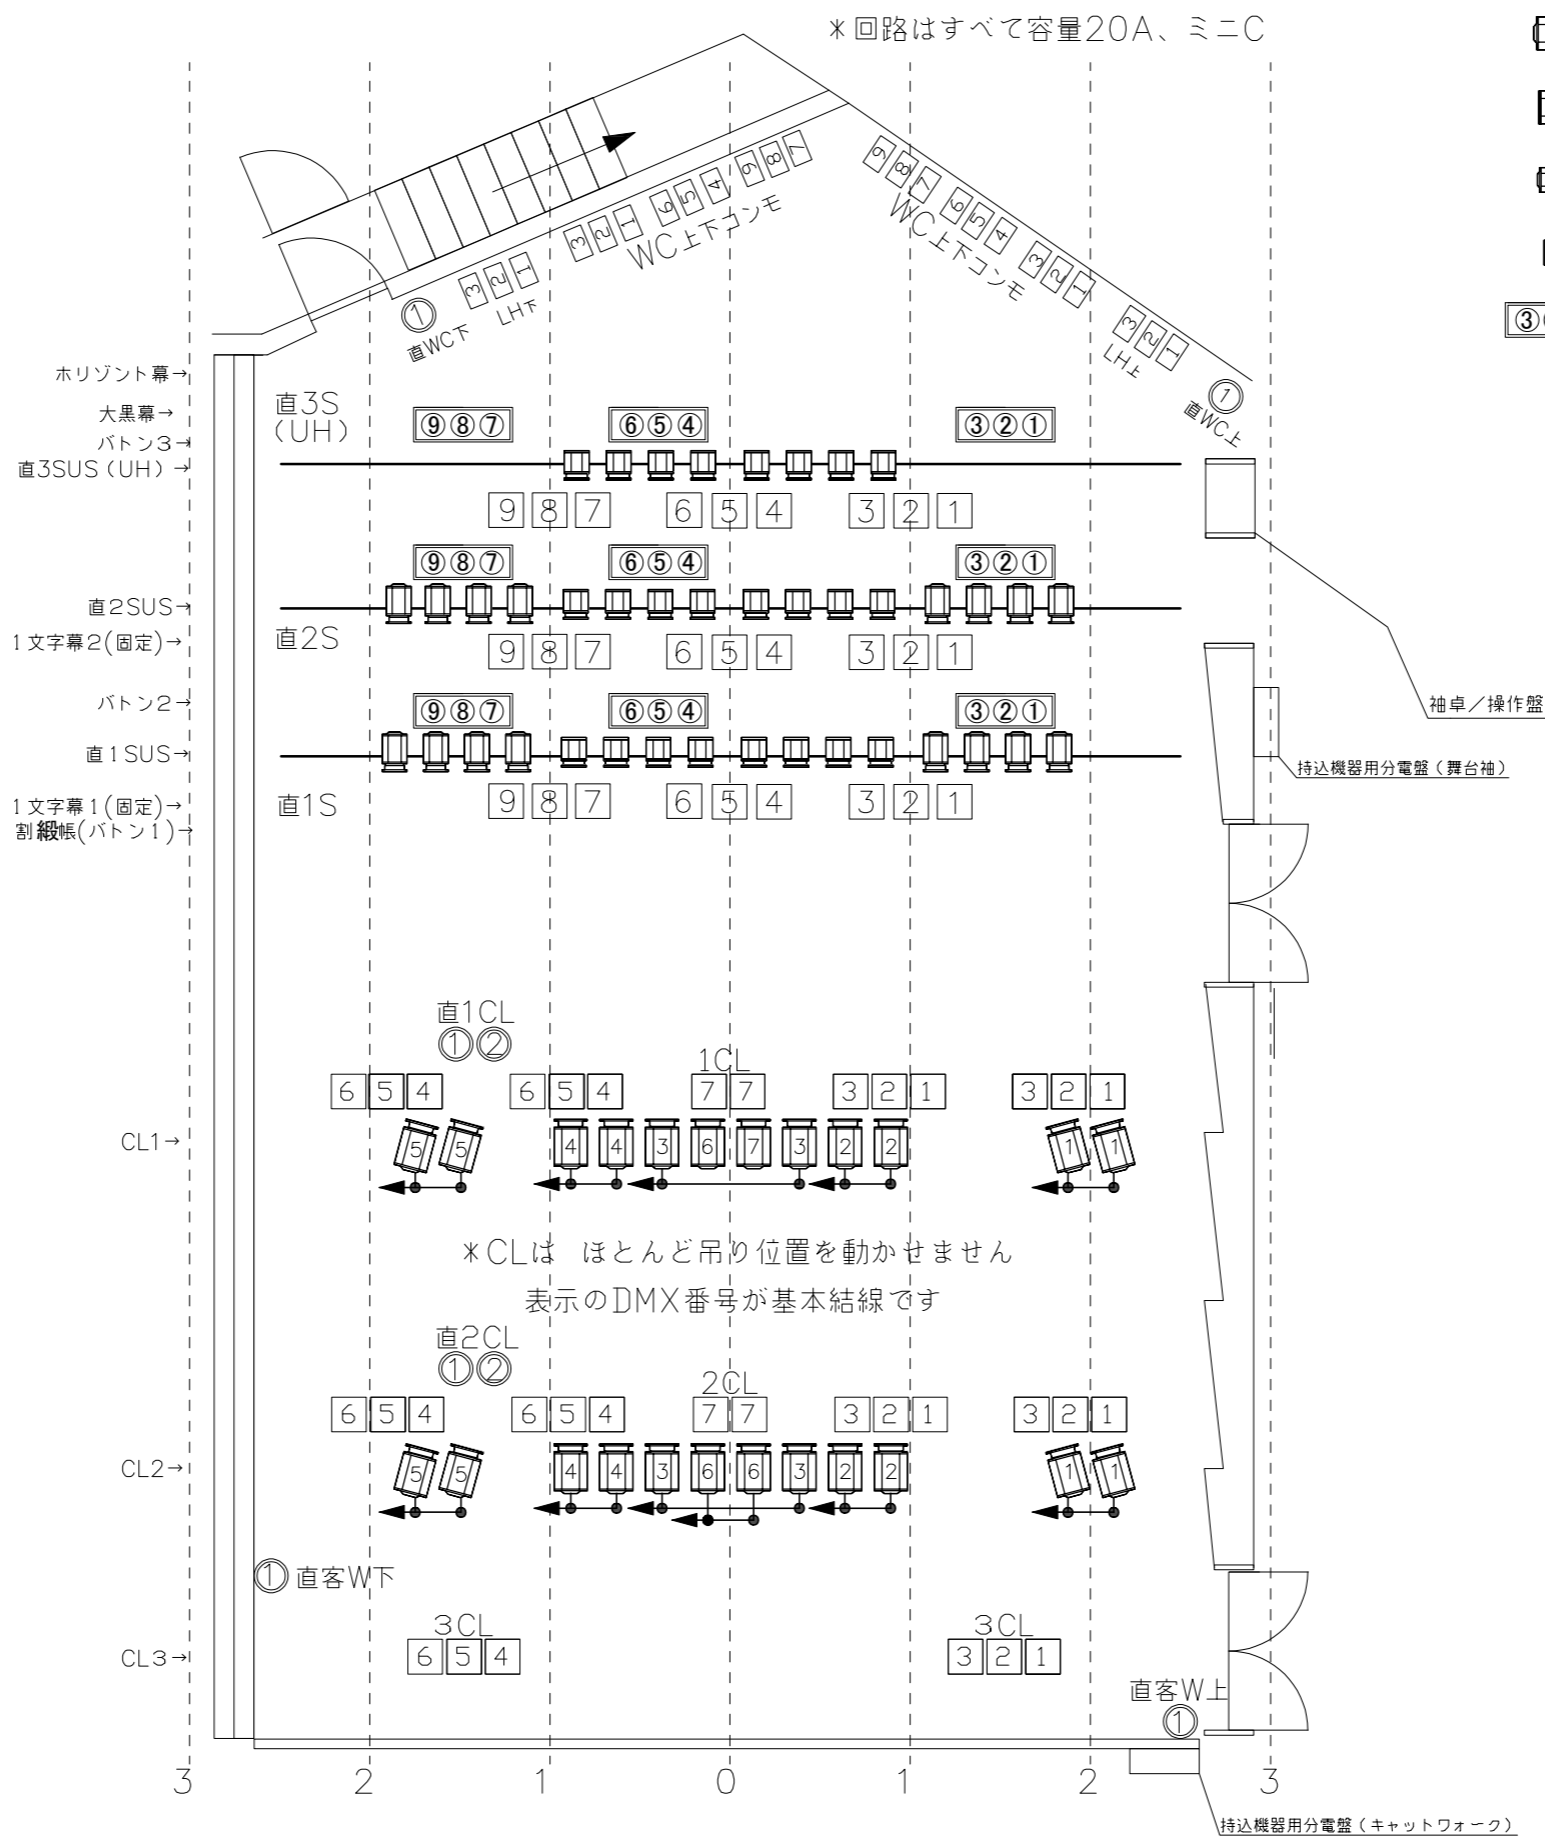 *回路はすべて容量20A、ミニC
9 8 7
6 5 4
3 2 1
WC上下コンモ
3 2 1
LH下
①
直WC下
9 8 7
6 5 4
3 2 1
WC上下コンモ
3 2 1
LH上
①
直WC上
③
ホリゾント幕→
大黒幕→
バトン3→
直3SUS(UH)→
直3S
(UH)
⑨⑧⑦ ⑥⑤④ ③②①
9 8 7 6 5 4 3 2 1
⑨⑧⑦ ⑥⑤④ ③②①
直2SUS→
1文字幕2(固定)→
直2S
9 8 7 6 5 4 3 2 1
袖卓/操作盤
バトン2→
⑨⑧⑦ ⑥⑤④ ③②①
直1SUS→
持込機器用分電盤(舞台袖)
1文字幕1(固定)→
割緞帳(バトン1)→
直1S
9 8 7 6 5 4 3 2 1
直1CL
① ②
1CL
6 5 4 6 5 4 7 7 3 2 1 3 2 1
CL1→
5 5 4 4 3 6 7 3 2 2 1 1
*CLは ほとんど吊り位置を動かせません
表示のDMX番号が基本結線です
直2CL
① ②
2CL
6 5 4 6 5 4 7 7 3 2 1 3 2 1
CL2→
5 5 4 4 3 6 6 3 2 2 1 1
① 直客W下
3CL 3CL
CL3→
6 5 4 3 2 1
直客W上
①
3 2 1 0 1 2 3
持込機器用分電盤(キャットウォーク)